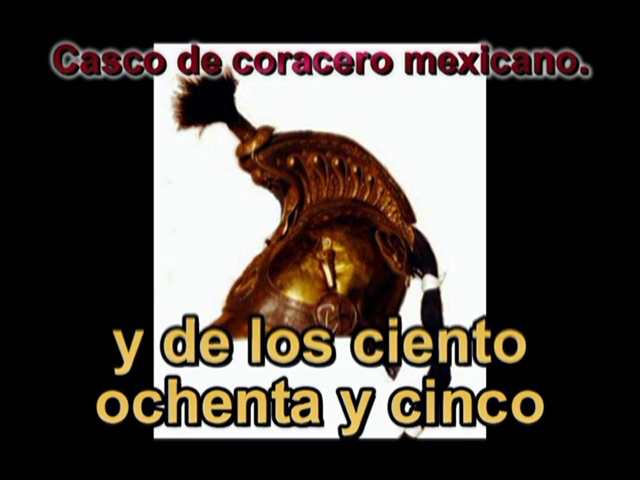 Casco de coracero mexicano.
y de los ciento
ochenta y cinco